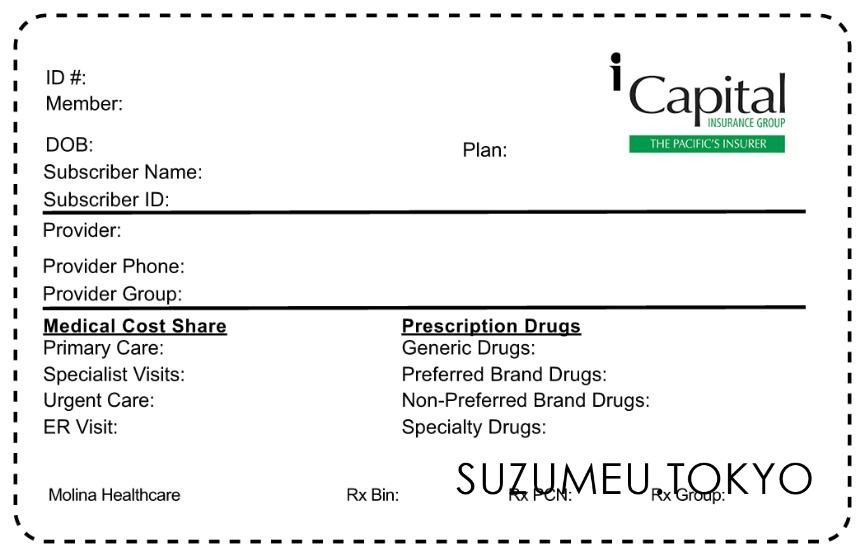 ID #:
Member:
iCapital
INSURANCE GROUP
THE PACIFIC'S INSURER
DOB:
Plan:
Subscriber Name:
Subscriber ID:
Provider:
Provider Phone:
Provider Group:
Medical Cost Share
Primary Care:
Specialist Visits:
Urgent Care:
ER Visit:
Prescription Drugs
Generic Drugs:
Preferred Brand Drugs:
Non-Preferred Brand Drugs:
Specialty Drugs:
Molina Healthcare
Rx Bin:
Rx PCN:
Rx Group:
SUZUMEU.TOKYO